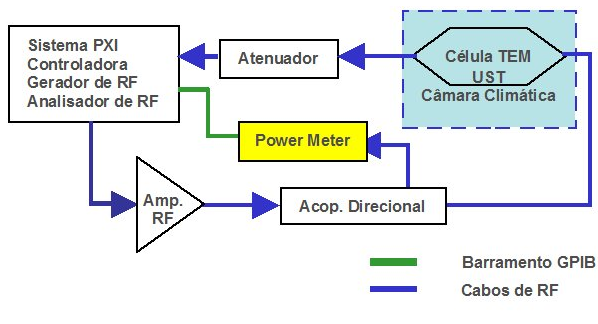 Sistema PXI
Controladora
Gerador de RF
Analisador de RF
Atenuador
Célula TEM
UST
Câmara Climática
Power Meter
Amp.
RF
Acop. Direcional
Barramento GPIB
Cabos de RF